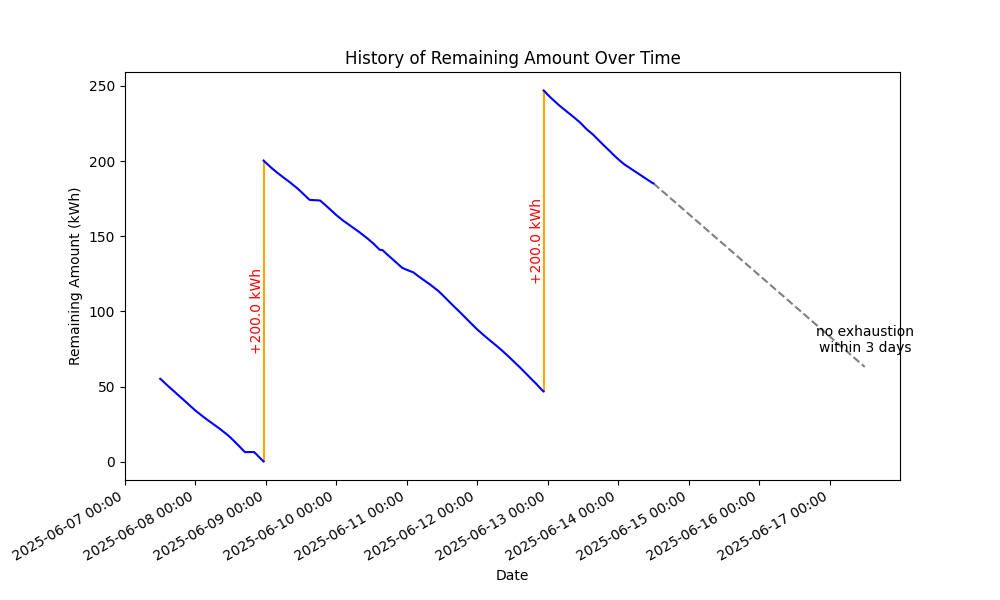 History of Remaining Amount Over Time
Remaining Amount (kWh)
250
200
150
100
50
0
+200.0 kWh
+200.0 kWh
no exhaustion
within 3 days
2025-06-07 00:00
2025-06-08 00:00
2025-06-09 00:00
2025-06-10 00:00
2025-06-11 00:00
2025-06-12 00:00
2025-06-13 00:00
2025-06-14 00:00
2025-06-15 00:00
2025-06-16 00:00
2025-06-17 00:00
Date